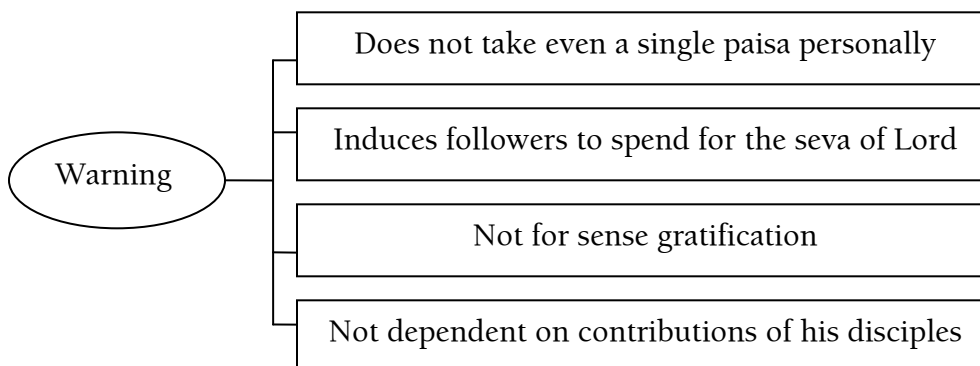 Does not take even a single paisa personally
Induces followers to spend for the seva of Lord
Warning
Not for sense gratification
Not dependent on contributions of his disciples